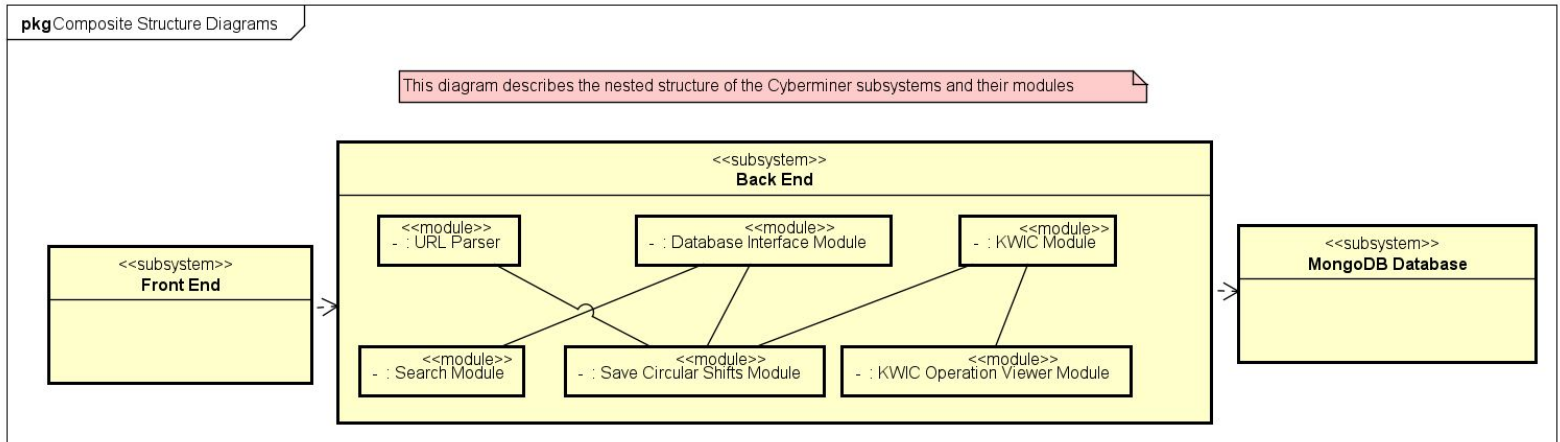 pkg Composite Structure Diagrams
This diagram describes the nested structure of the Cyberminer subsystems and their modules
<<subsystem>>
Back End
<<module>>
- : URL Parser
<<module>>
- : Database Interface Module
<<module>>
- : KWIC Module
<<subsystem>>
Front End
<<subsystem>>
MongoDB Database
<<module>>
- : Search Module
<<module>>
- : Save Circular Shifts Module
<<module>>
- : KWIC Operation Viewer Module